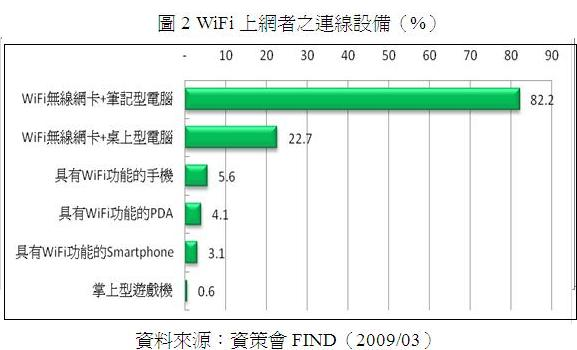 圖 2 WiFi 上網者之連線設備（%）
- 10 20 30 40 50 60 70 80 90
WiFi無線網卡+筆記型電腦 82.2
WiFi無線網卡+桌上型電腦 22.7
具有WiFi功能的手機 5.6
具有WiFi功能的PDA 4.1
具有WiFi功能的Smartphone 3.1
掌上型遊戲機 0.6
資料來源：資策會 FIND（2009/03）